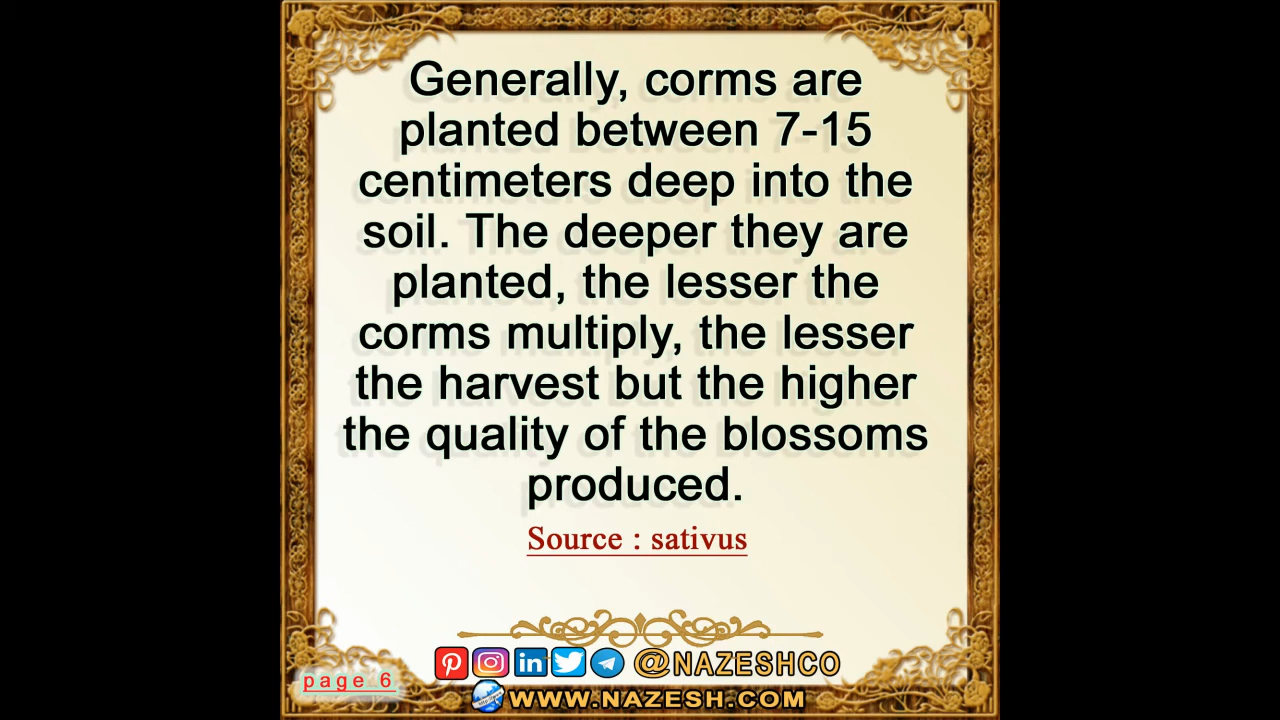 Generally, corms are
planted between 7-15
centimeters deep into the
soil. The deeper they are
planted, the lesser the
corms multiply, the lesser
the harvest but the higher
the quality of the blossoms
produced.
Source : sativus
@NAZESHCO
page 6
WWW.NAZESH.COM